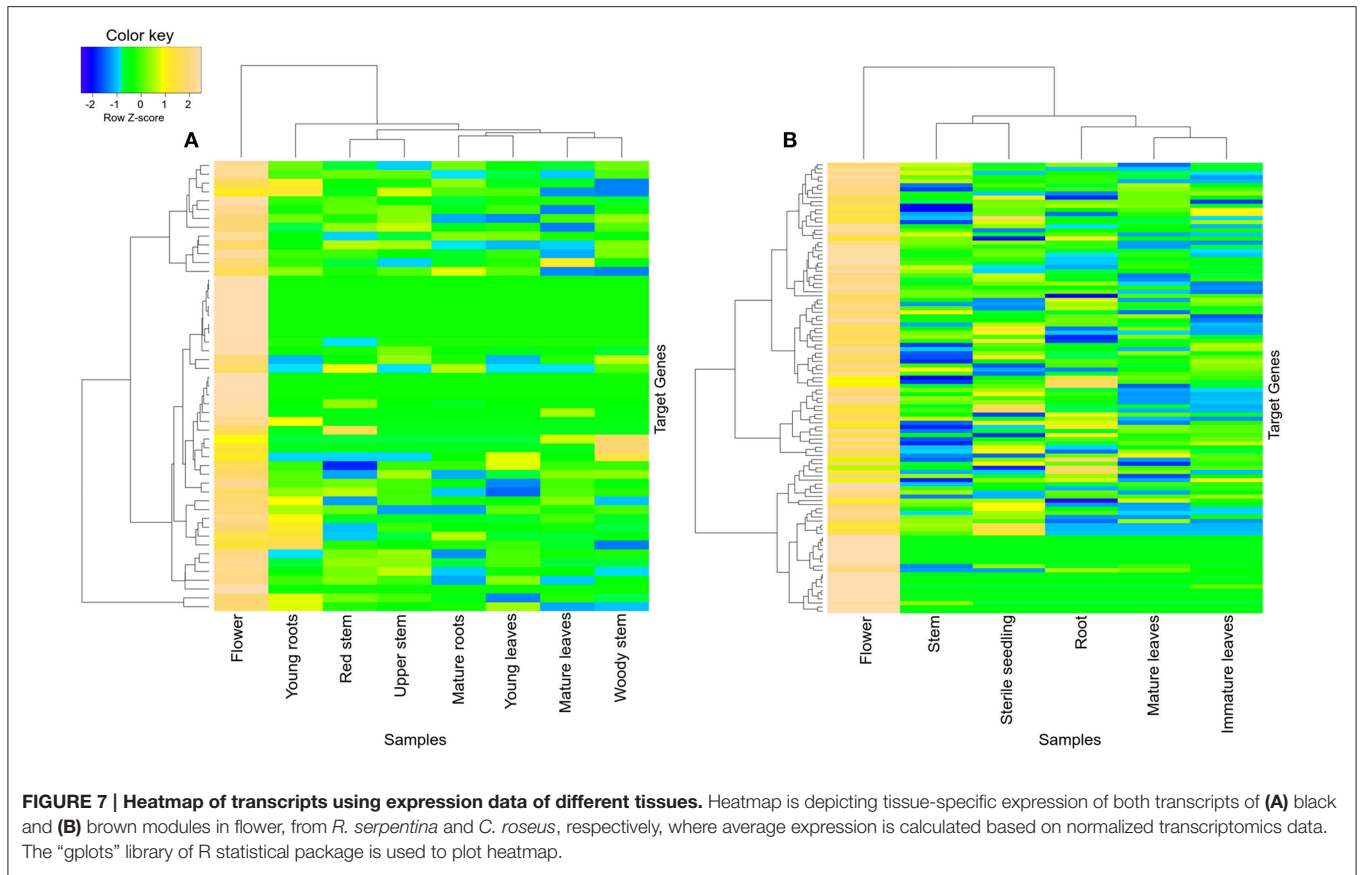 Color key
-2 -1 0 1 2
Row Z-score
A
Target Genes
Flower
Young roots
Red stem
Upper stem
Mature roots
Young leaves
Mature leaves
Woody stem
Samples
B
Target Genes
Flower
Stem
Sterile seedling
Root
Mature leaves
Immature leaves
Samples
FIGURE 7 | Heatmap of transcripts using expression data of different tissues. Heatmap is depicting tissue-specific expression of both transcripts of (A) black
and (B) brown modules in flower, from R. serpentina and C. roseus, respectively, where average expression is calculated based on normalized transcriptomics data.
The “gplots” library of R statistical package is used to plot heatmap.